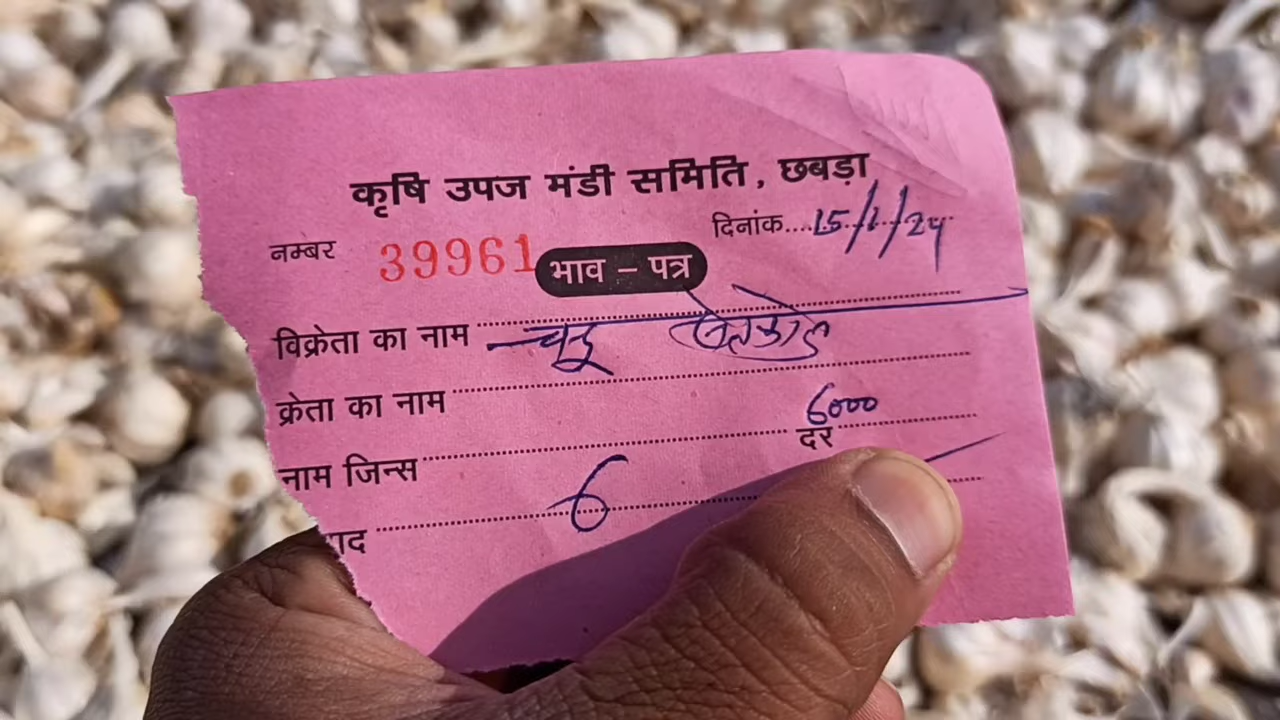 कृषि उपज मंडी समिति, छबड़ा
दिनांक....15/1/24
नम्बर 39961
भाव – पत्र
विक्रेता का नाम
क्रेता का नाम
6000
नाम जिन्स दर
6